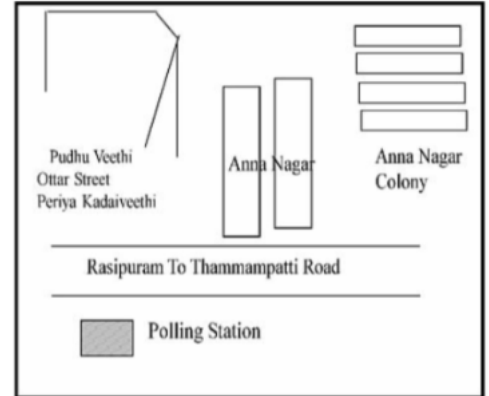 Pudhu Veethi
Ottar Street
Periya Kadaiveethi
Anna Nagar
Anna Nagar
Colony
Rasipuram To Thammampatti Road
Polling Station